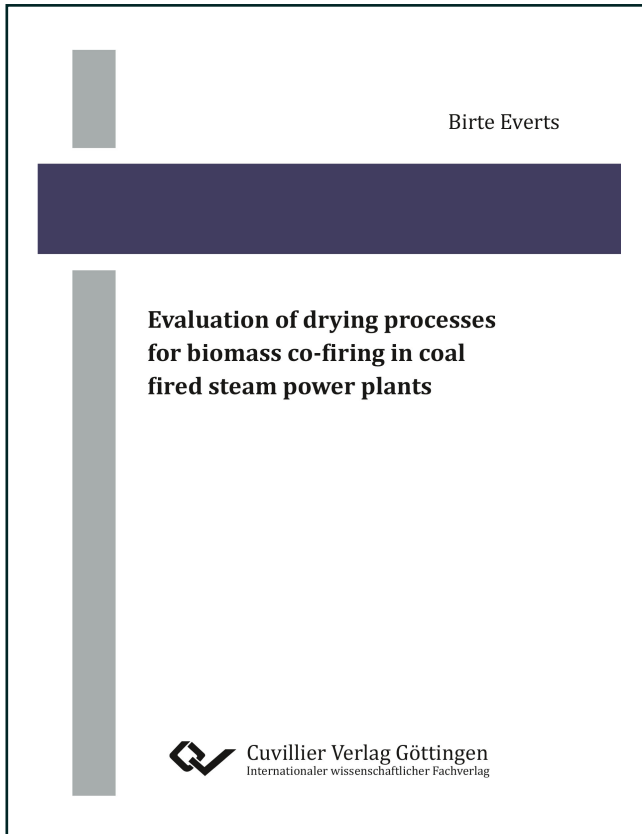 Birte Everts
Evaluation of drying processes
for biomass co-firing in coal
fired steam power plants
Cuvillier Verlag Göttingen
Internationaler wissenschaftlicher Fachverlag